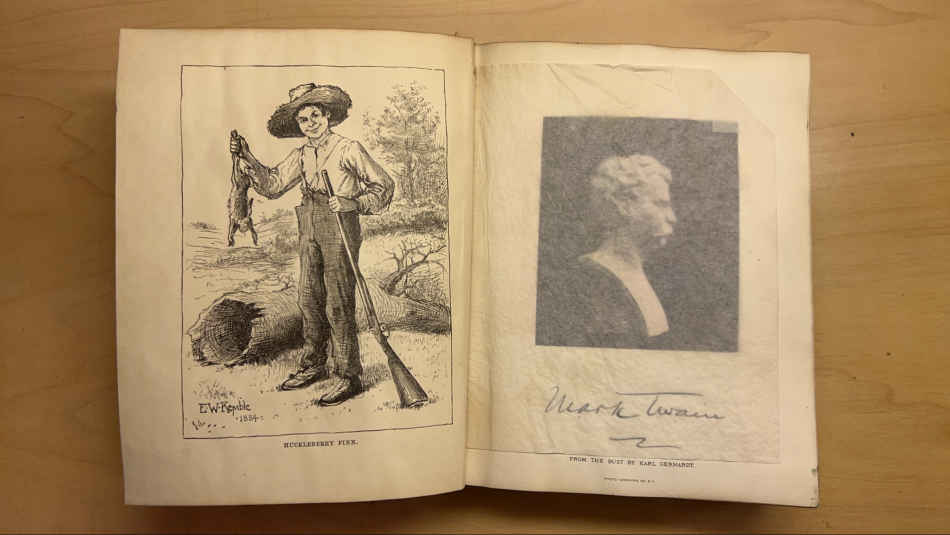 E.W. Kemble
1884
HUCKLEBERRY FINN.
Mark Twain
FROM THE BUST BY KARL GERHARDT.